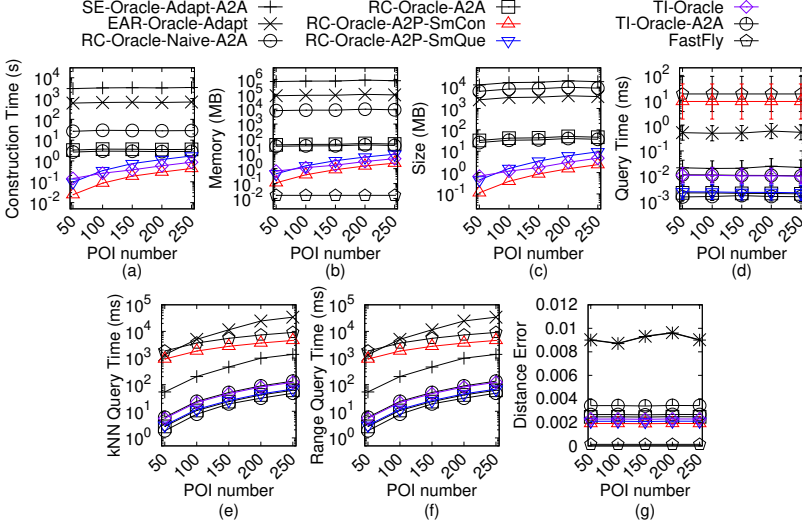 SE-Oracle-Adapt-A2A RC-Oracle-A2A TI-Oracle
EAR-Oracle-Adapt RC-Oracle-A2P-SmCon TI-Oracle-A2A
RC-Oracle-Naive-A2A RC-Oracle-A2P-SmQue FastFly
Construction Time (s)
10^4
10^3
10^2
10^1
10^0
10^-1
10^-2
50 100 150 200 250
POI number
(a)
Memory (MB)
10^6
10^5
10^4
10^3
10^2
10^1
10^0
10^-1
10^-2
50 100 150 200 250
POI number
(b)
Size (MB)
10^4
10^3
10^2
10^1
10^0
10^-1
50 100 150 200 250
POI number
(c)
Query Time (ms)
10^2
10^1
10^0
10^-1
10^-2
10^-3
50 100 150 200 250
POI number
(d)
kNN Query Time (ms)
10^5
10^4
10^3
10^2
10^1
10^0
50 100 150 200 250
POI number
(e)
Range Query Time (ms)
10^5
10^4
10^3
10^2
10^1
10^0
50 100 150 200 250
POI number
(f)
Distance Error
0.012
0.01
0.008
0.006
0.004
0.002
0
50 100 150 200 250
POI number
(g)